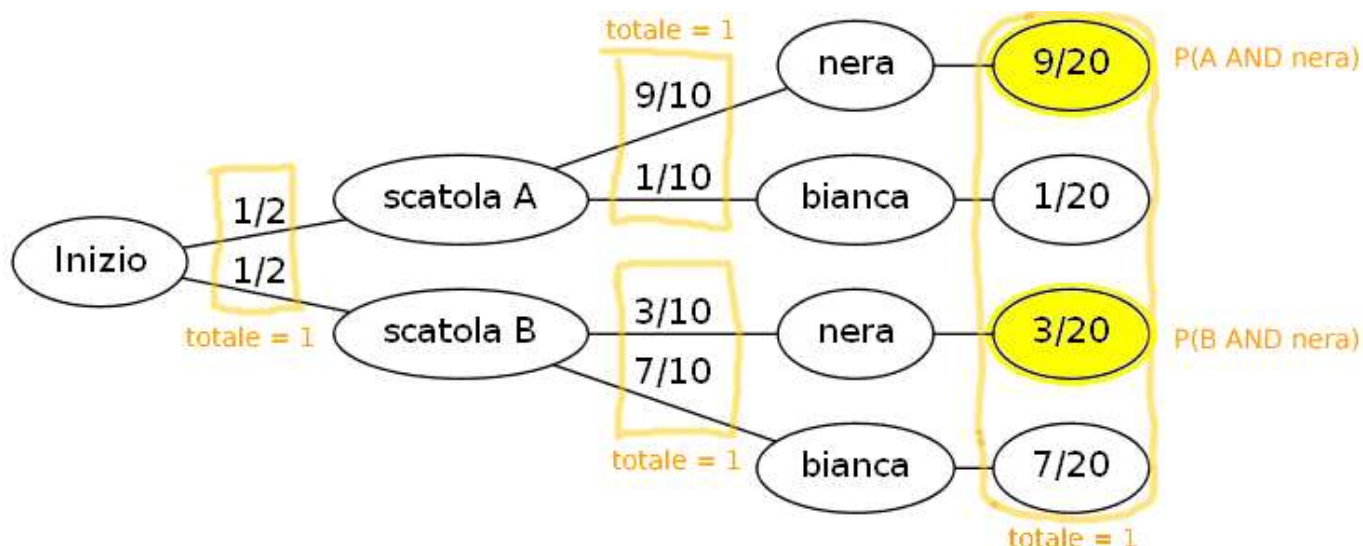 totale = 1
nera
9/20
P(A AND nera)
9/10
1/10
scatola A
bianca
1/20
1/2
Inizio
1/2
totale = 1
scatola B
3/10
nera
3/20
P(B AND nera)
7/10
totale = 1
bianca
7/20
totale = 1